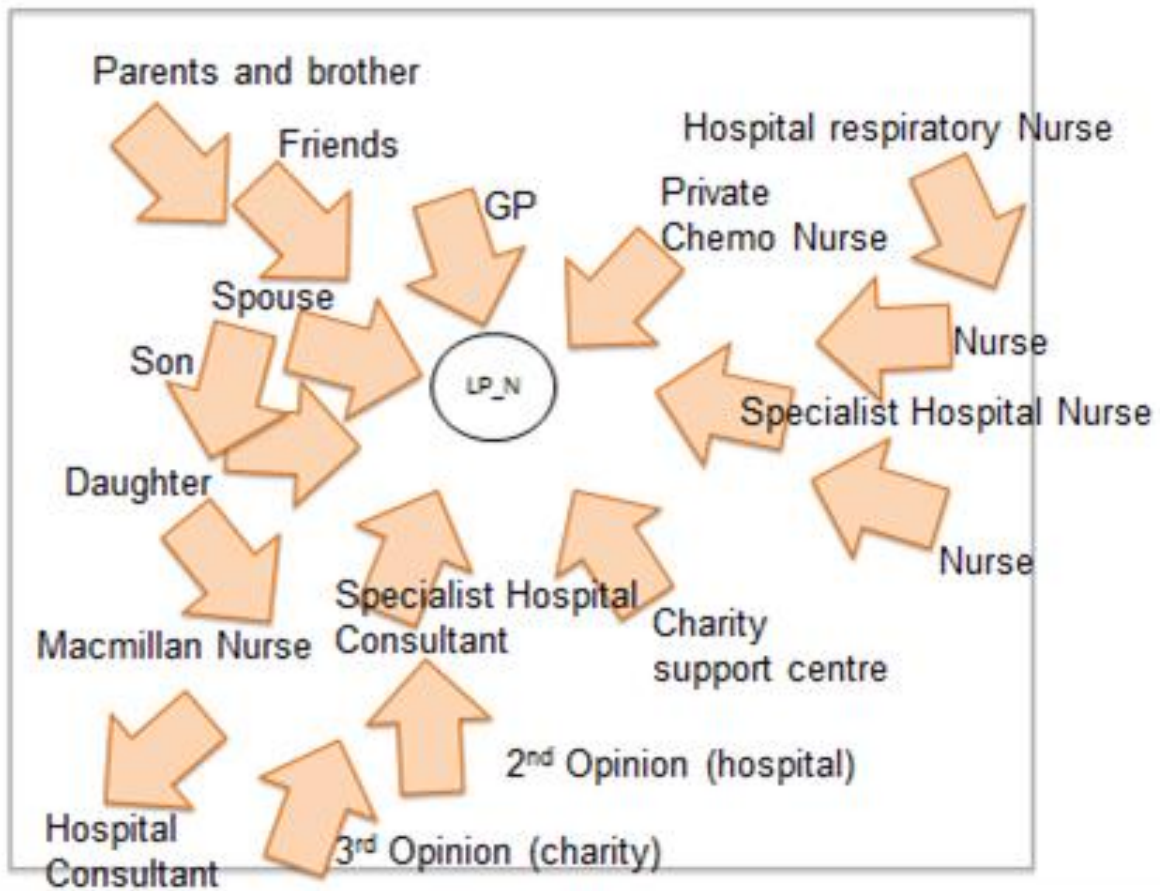 Parents and brother
Friends
Hospital respiratory Nurse
GP
Private
Chemo Nurse
Spouse
Son
Nurse
LP_N
Specialist Hospital Nurse
Daughter
Nurse
Specialist Hospital
Consultant
Charity
support centre
Macmillan Nurse
2nd Opinion (hospital)
Hospital
Consultant
3rd Opinion (charity)